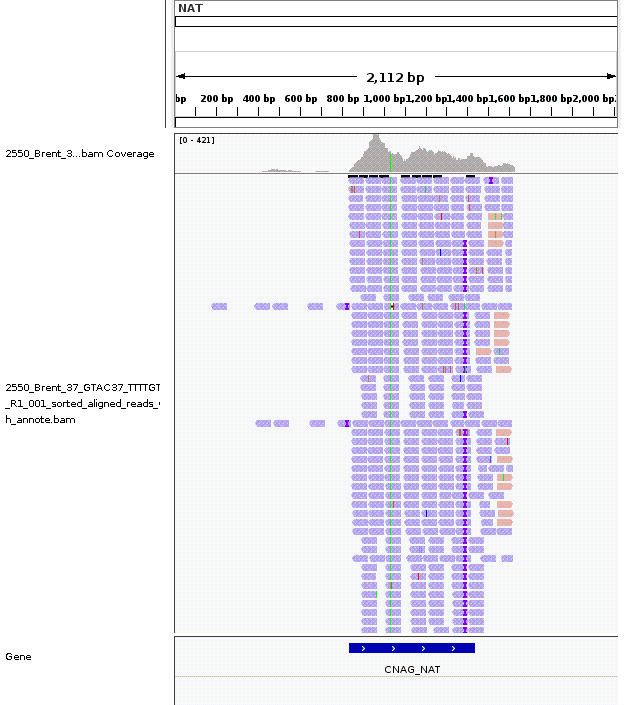 NAT
2,112 bp
bp 200 bp 400 bp 600 bp 800 bp 1,000 bp 1,200 bp 1,400 bp 1,600 bp 1,800 bp 2,000 bp
[0 - 421]
2550_Brent_3...bam Coverage
2550_Brent_37_GTAC37_TTTTGT
_R1_001_sorted_aligned_reads_
h_annote.bam
Gene
CNAG_NAT